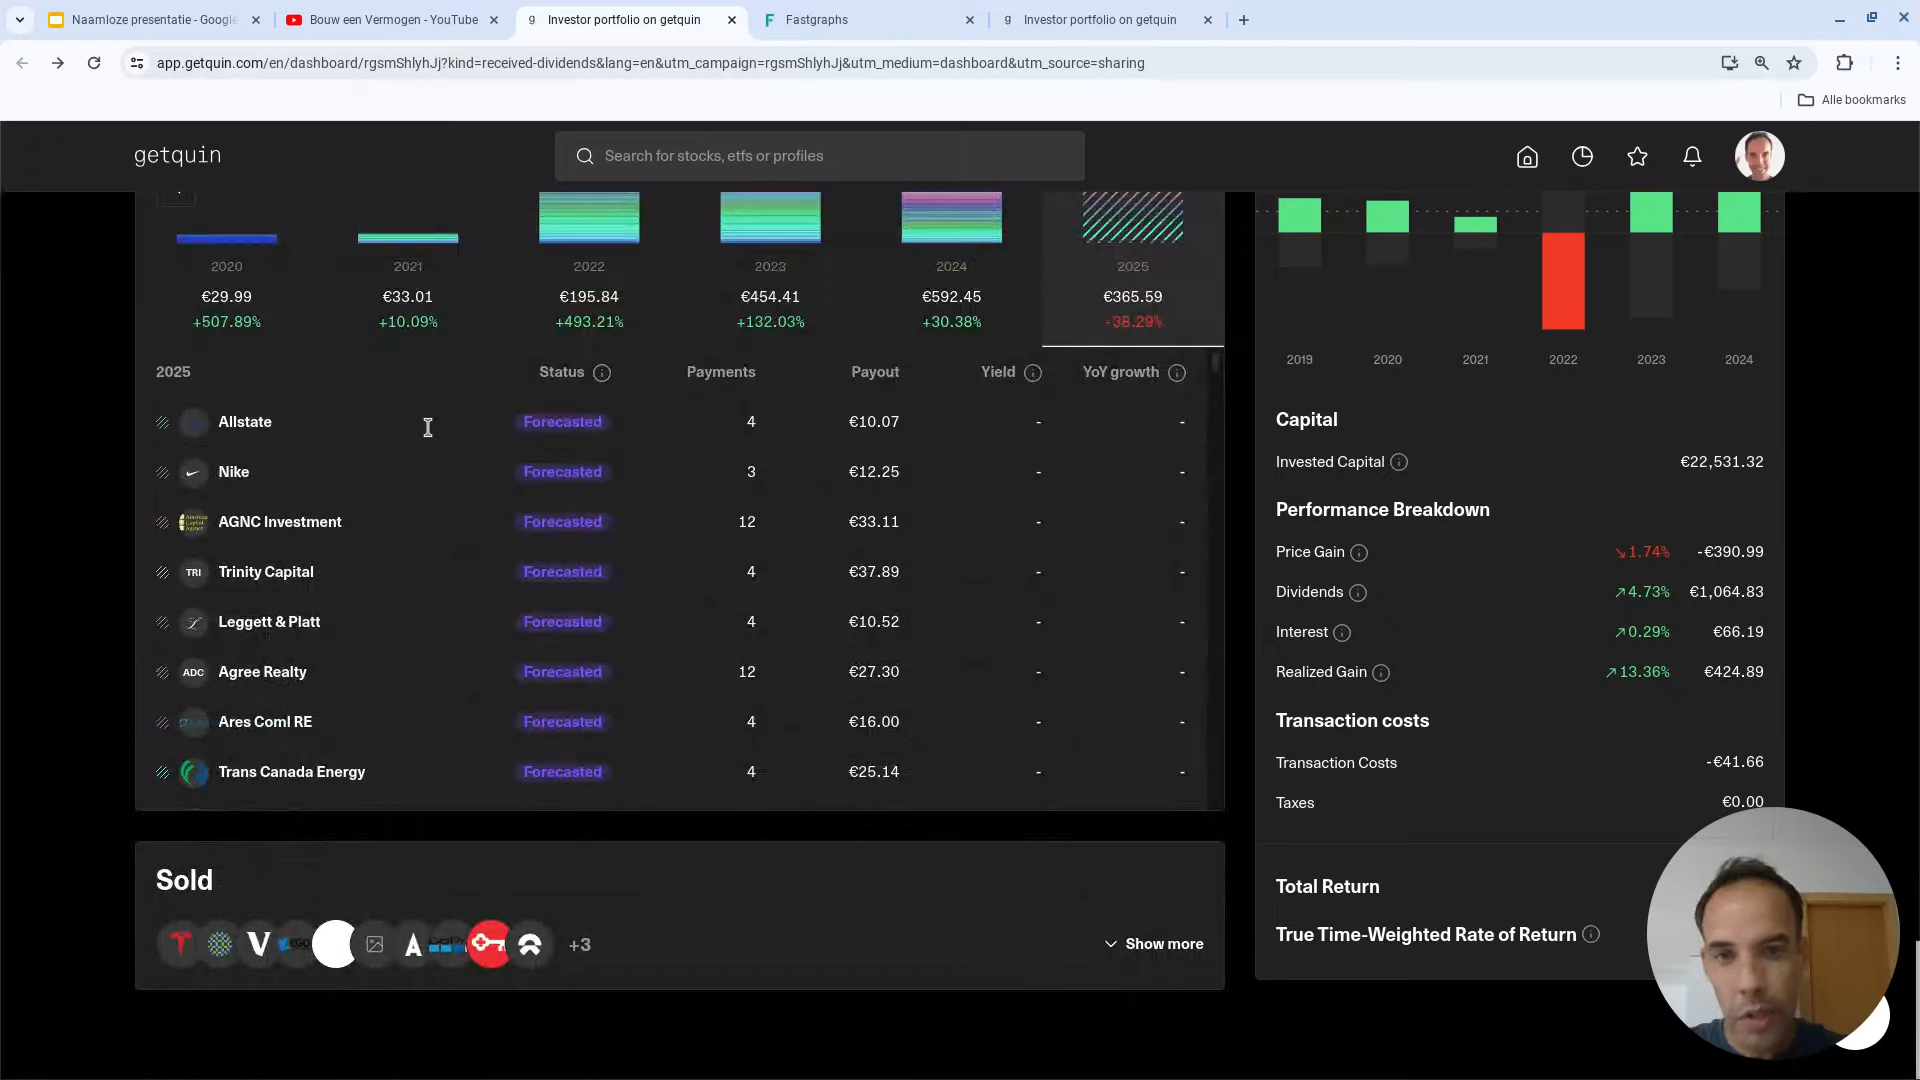 Naamloze presentatie - Google
Bouw een Vermogen - YouTube
Investor portfolio on getquin
Fastgraphs
Investor portfolio on getquin
app.getquin.com/en/dashboard/rgsmShlyhJj?kind=received-dividends&lang=en&utm_campaign=rgsmShlyhJj&utm_medium=dashboard&utm_source=sharing
Alle bookmarks
getquin
Search for stocks, etfs or profiles
2020 2021 2022 2023 2024 2025
€29.99 €33.01 €195.84 €454.41 €592.45 €365.59
+507.89% +10.09% +493.21% +132.03% +30.38% -38.29%
2025 Status Payments Payout Yield YoY growth
Allstate Forecasted 4 €10.07 - -
Nike Forecasted 3 €12.25 - -
AGNC Investment Forecasted 12 €33.11 - -
TRI Trinity Capital Forecasted 4 €37.89 - -
Leggett & Platt Forecasted 4 €10.52 - -
ADC Agree Realty Forecasted 12 €27.30 - -
Ares Coml RE Forecasted 4 €16.00 - -
Trans Canada Energy Forecasted 4 €25.14 - -
Sold
+3
Show more
2019 2020 2021 2022 2023 2024
Capital
Invested Capital €22,531.32
Performance Breakdown
Price Gain 1.74% -€390.99
Dividends 4.73% €1,064.83
Interest 0.29% €66.19
Realized Gain 13.36% €424.89
Transaction costs
Transaction Costs -€41.66
Taxes €0.00
Total Return
True Time-Weighted Rate of Return